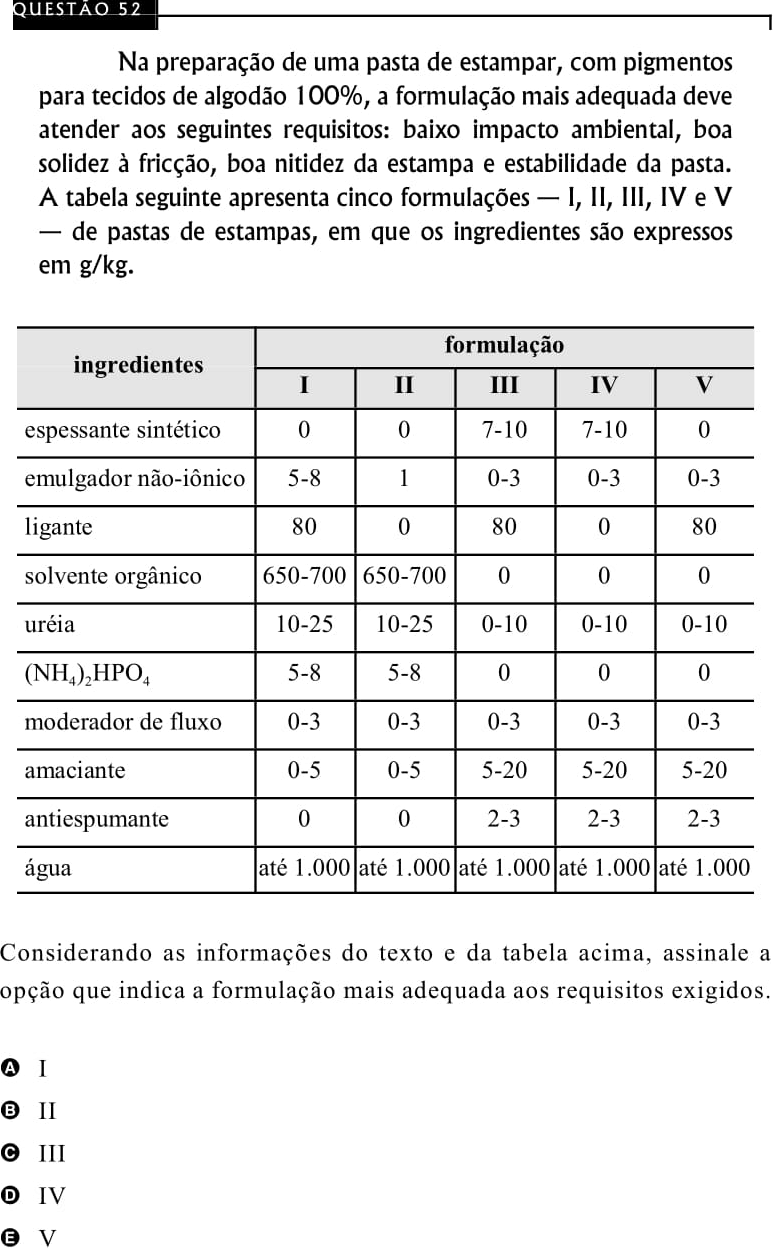 QUESTÃO 52
Na preparação de uma pasta de estampar, com pigmentos
para tecidos de algodão 100%, a formulação mais adequada deve
atender aos seguintes requisitos: baixo impacto ambiental, boa
solidez à fricção, boa nitidez da estampa e estabilidade da pasta.
A tabela seguinte apresenta cinco formulações — I, II, III, IV e V
— de pastas de estampas, em que os ingredientes são expressos
em g/kg.
ingredientes formulação
I II III IV V
espessante sintético 0 0 7-10 7-10 0
emulgador não-iônico 5-8 1 0-3 0-3 0-3
ligante 80 0 80 0 80
solvente orgânico 650-700 650-700 0 0 0
uréia 10-25 10-25 0-10 0-10 0-10
(NH₄)₂HPO₄ 5-8 5-8 0 0 0
moderador de fluxo 0-3 0-3 0-3 0-3 0-3
amaciante 0-5 0-5 5-20 5-20 5-20
antiespumante 0 0 2-3 2-3 2-3
água até 1.000 até 1.000 até 1.000 até 1.000 até 1.000
Considerando as informações do texto e da tabela acima, assinale a
opção que indica a formulação mais adequada aos requisitos exigidos.
A I
B II
C III
D IV
E V